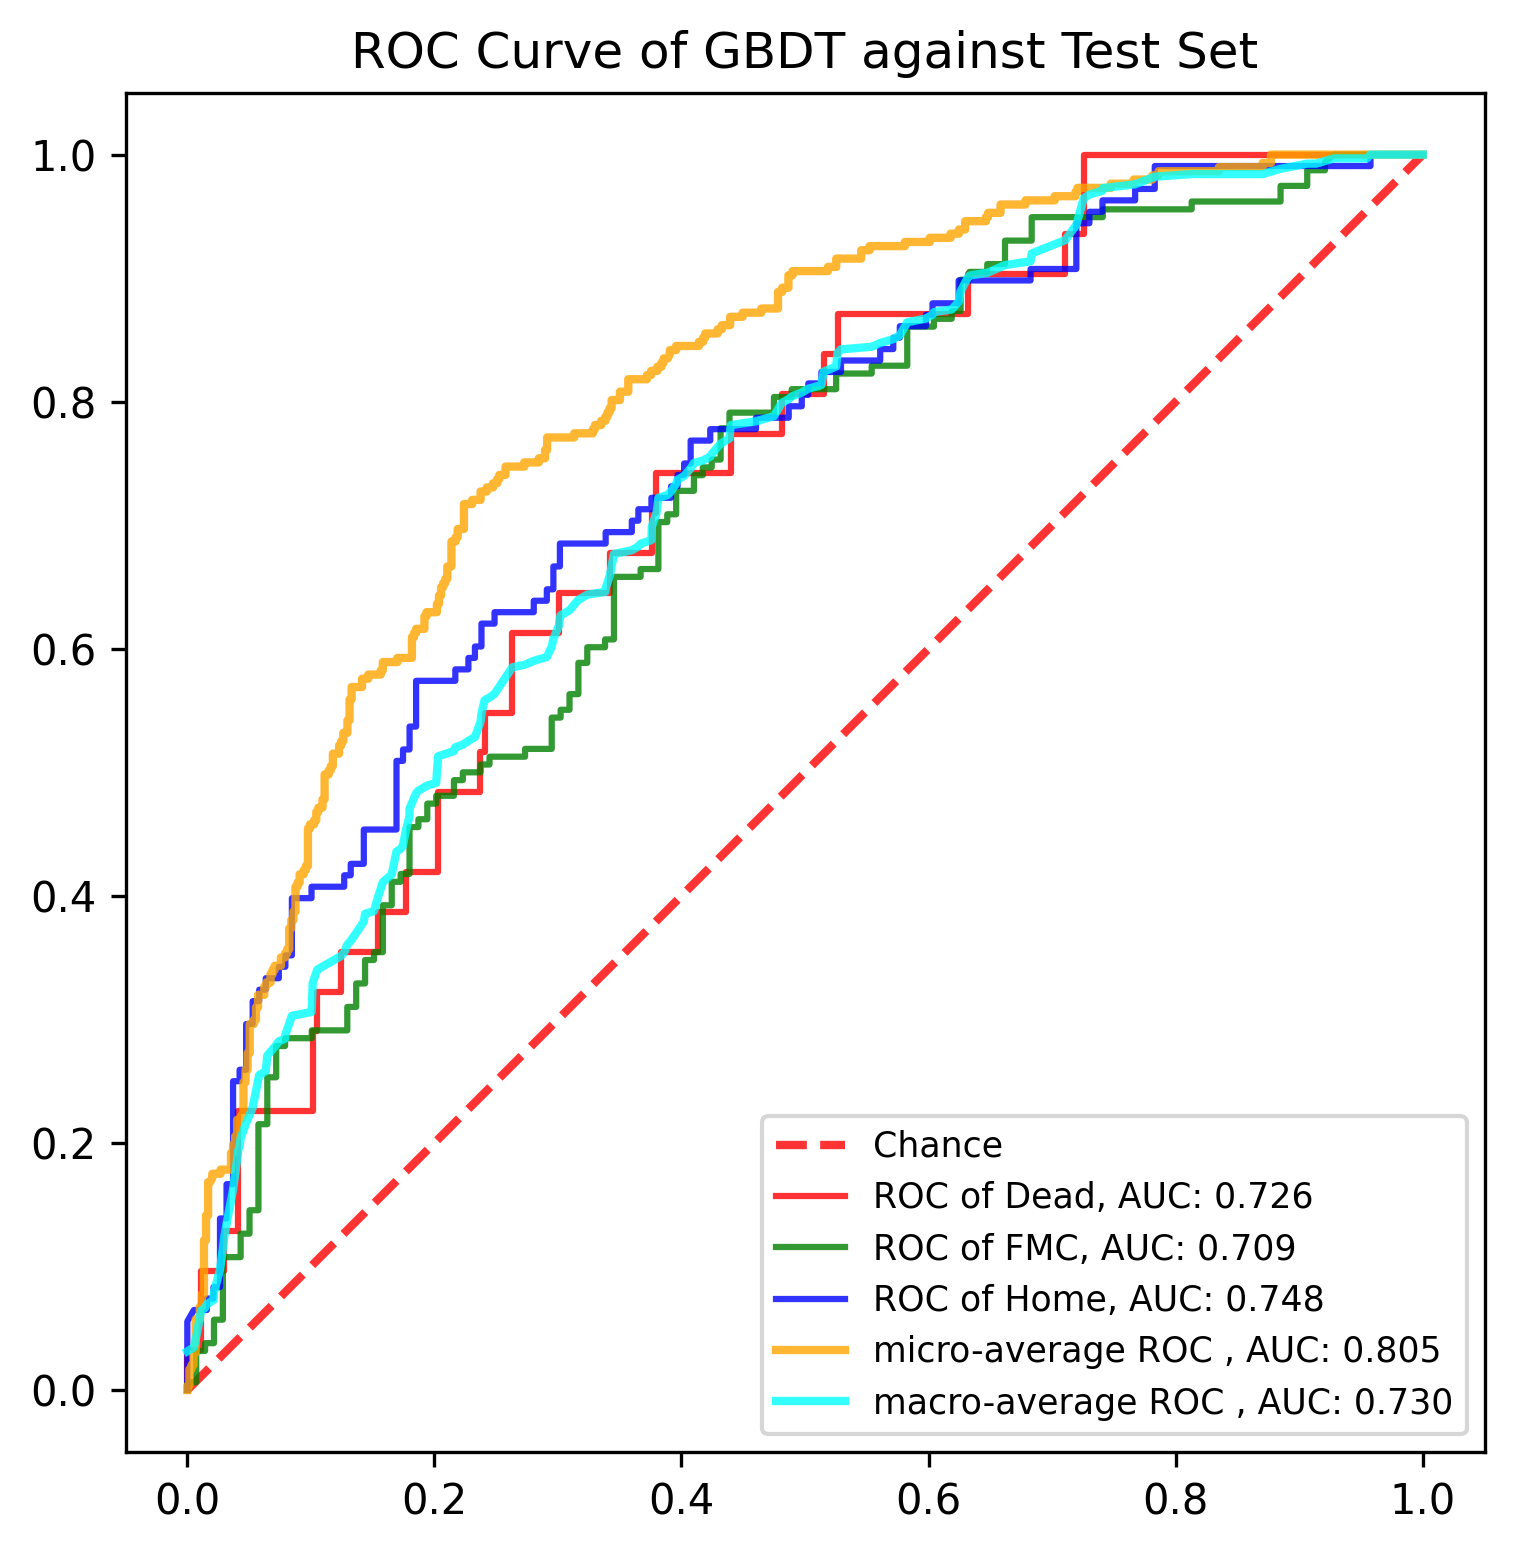 ROC Curve of GBDT against Test Set
1.0
0.8
0.6
0.4
0.2
0.0
Chance
ROC of Dead, AUC: 0.726
ROC of FMC, AUC: 0.709
ROC of Home, AUC: 0.748
micro-average ROC , AUC: 0.805
macro-average ROC , AUC: 0.730
0.0 0.2 0.4 0.6 0.8 1.0